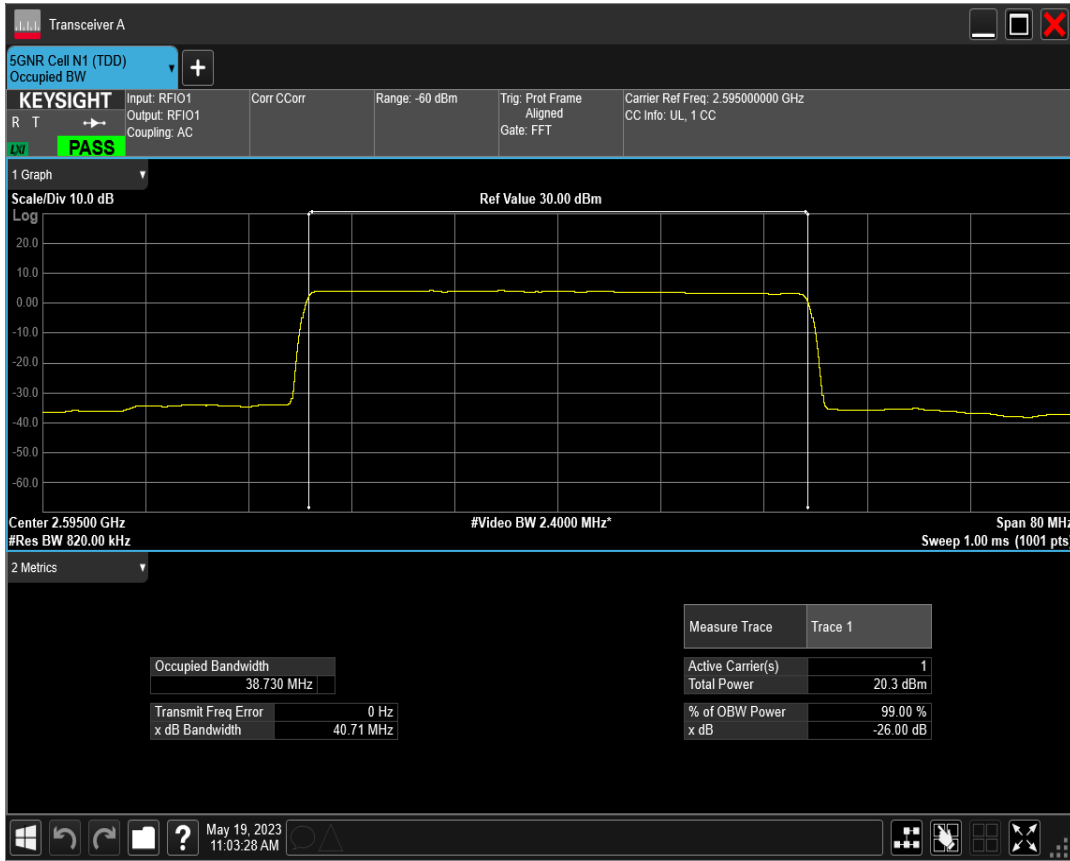 Transceiver A
5GNR Cell N1 (TDD)
Occupied BW
+
KEYSIGHT
R T
LXI
PASS
Input: RFIO1
Output: RFIO1
Coupling: AC
Corr CCorr
Range: -60 dBm
Trig: Prot Frame
Aligned
Gate: FFT
Carrier Ref Freq: 2.595000000 GHz
CC Info: UL, 1 CC
1 Graph
Scale/Div 10.0 dB
Ref Value 30.00 dBm
Log
20.0
10.0
0.00
-10.0
-20.0
-30.0
-40.0
-50.0
-60.0
Center 2.59500 GHz
#Video BW 2.4000 MHz*
Span 80 MHz
#Res BW 820.00 kHz
Sweep 1.00 ms (1001 pts)
2 Metrics
Measure Trace Trace 1
Occupied Bandwidth
38.730 MHz
Active Carrier(s) 1
Total Power 20.3 dBm
Transmit Freq Error 0 Hz
x dB Bandwidth 40.71 MHz
% of OBW Power 99.00 %
x dB -26.00 dB
?
May 19, 2023
11:03:28 AM